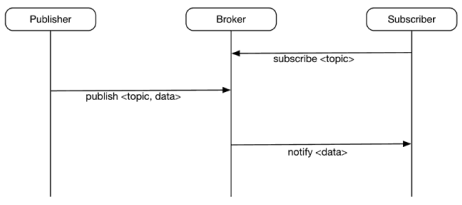 Publisher
Broker
Subscriber
subscribe <topic>
publish <topic, data>
notify <data>